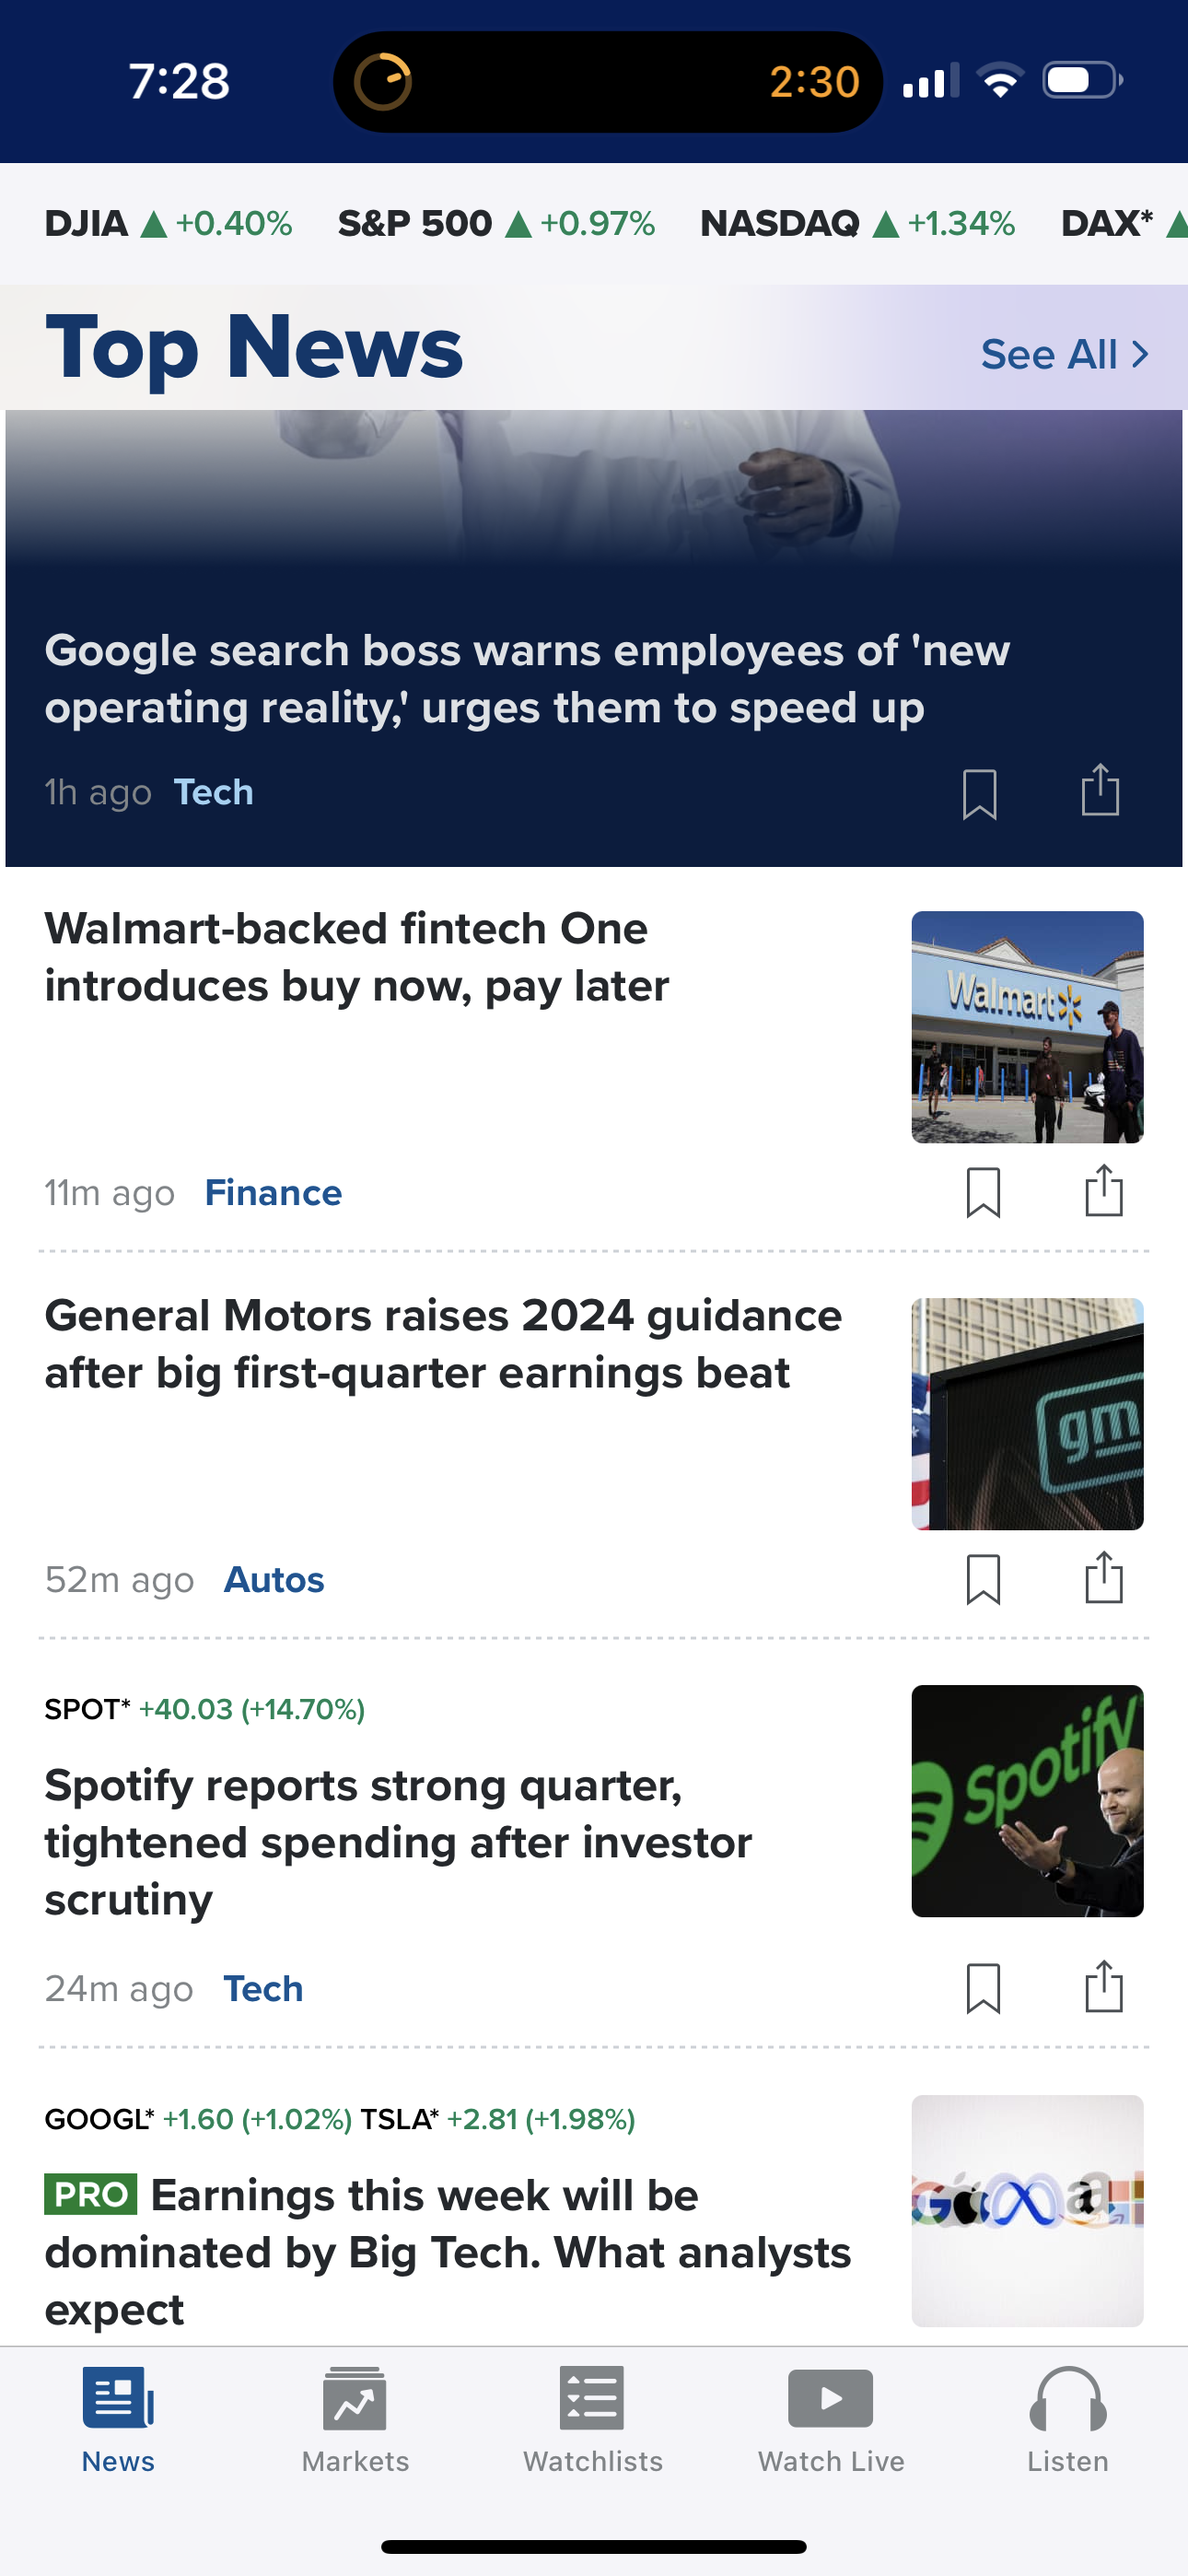 7:28
2:30
DJIA ▲ +0.40% S&P 500 ▲ +0.97% NASDAQ ▲ +1.34% DAX* ▲
Top News
See All >
Google search boss warns employees of 'new
operating reality,' urges them to speed up
1h ago Tech
Walmart-backed fintech One
introduces buy now, pay later
Walmart
11m ago Finance
General Motors raises 2024 guidance
after big first-quarter earnings beat
gm
52m ago Autos
SPOT* +40.03 (+14.70%)
Spotify reports strong quarter,
tightened spending after investor
scrutiny
Spotify
24m ago Tech
GOOGL* +1.60 (+1.02%) TSLA* +2.81 (+1.98%)
PRO Earnings this week will be
dominated by Big Tech. What analysts
expect
News
Markets
Watchlists
Watch Live
Listen